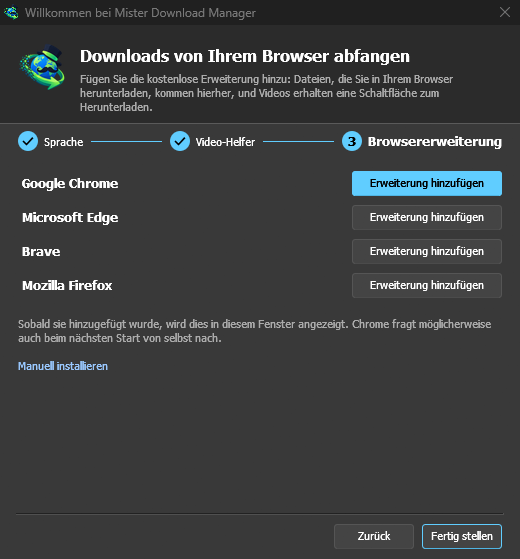 Willkommen bei Mister Download Manager
Downloads von Ihrem Browser abfangen
Fügen Sie die kostenlose Erweiterung hinzu: Dateien, die Sie in Ihrem Browser
herunterladen, kommen hierher, und Videos erhalten eine Schaltfläche zum
Herunterladen.
Sprache
Video-Helfer
3 Browsererweiterung
Google Chrome
Erweiterung hinzufügen
Microsoft Edge
Erweiterung hinzufügen
Brave
Erweiterung hinzufügen
Mozilla Firefox
Erweiterung hinzufügen
Sobald sie hinzugefügt wurde, wird dies in diesem Fenster angezeigt. Chrome fragt möglicherweise
auch beim nächsten Start von selbst nach.
Manuell installieren
Zurück
Fertig stellen